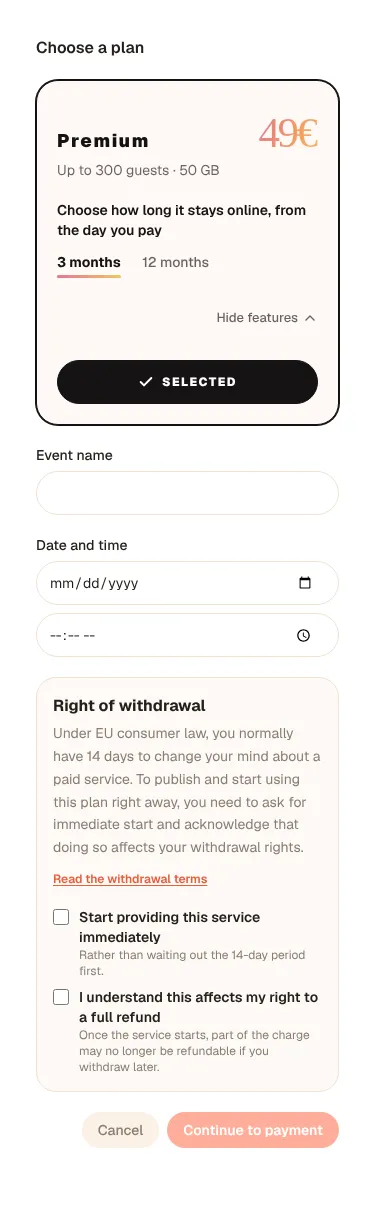 Choose a plan
Premium
49€
Up to 300 guests · 50 GB
Choose how long it stays online, from
the day you pay
3 months 12 months
Hide features
SELECTED
Event name
Date and time
mm/dd/yyyy
--:-- --
Right of withdrawal
Under EU consumer law, you normally
have 14 days to change your mind about a
paid service. To publish and start using
this plan right away, you need to ask for
immediate start and acknowledge that
doing so affects your withdrawal rights.
Read the withdrawal terms
Start providing this service
immediately
Rather than waiting out the 14-day period
first.
I understand this affects my right to
a full refund
Once the service starts, part of the charge
may no longer be refundable if you
withdraw later.
Cancel Continue to payment